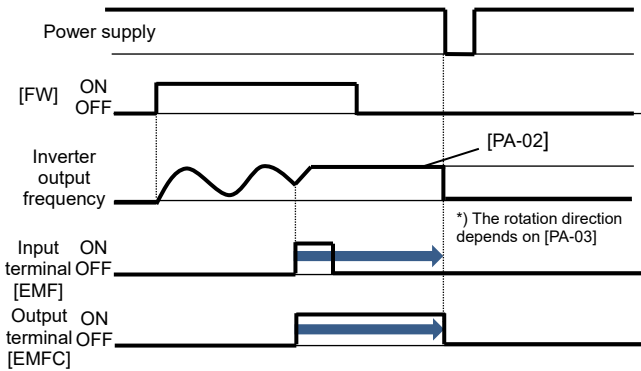 Power supply
[FW]
ON
OFF
[PA-02]
Inverter
output
frequency
*) The rotation direction
depends on [PA-03]
Input
terminal
[EMF]
ON
OFF
Output
terminal
[EMFC]
ON
OFF